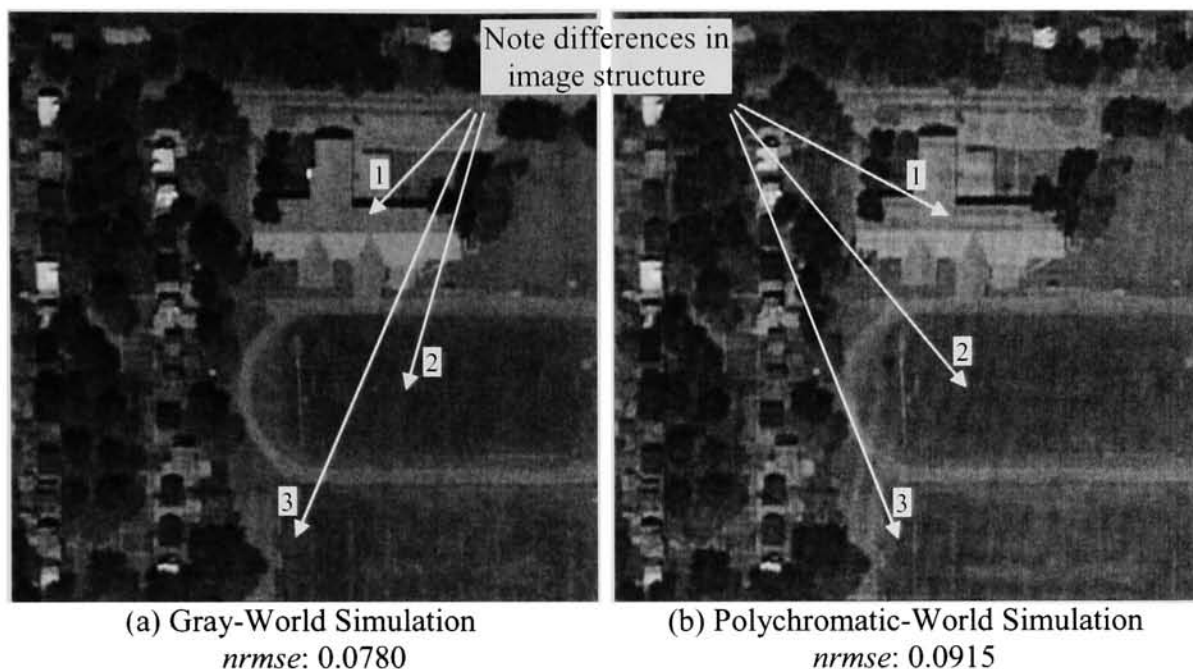 Note differences in
image structure
1
2
3
1
2
3
(a) Gray-World Simulation
nrmse: 0.0780
(b) Polychromatic-World Simulation
nrmse: 0.0915